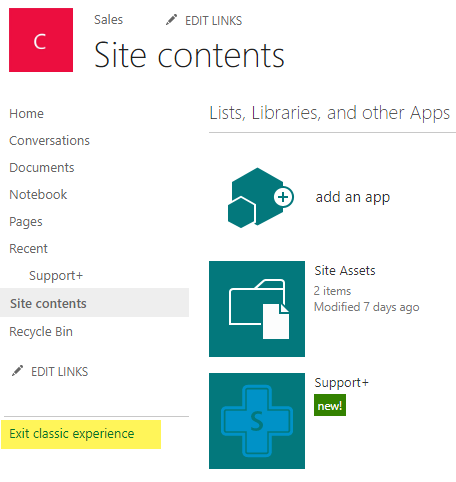 C
Sales
EDIT LINKS
Site contents
Home
Conversations
Documents
Notebook
Pages
Recent
Support+
Site contents
Recycle Bin
EDIT LINKS
Exit classic experience
Lists, Libraries, and other Apps
add an app
Site Assets
2 items
Modified 7 days ago
S
Support+
new!